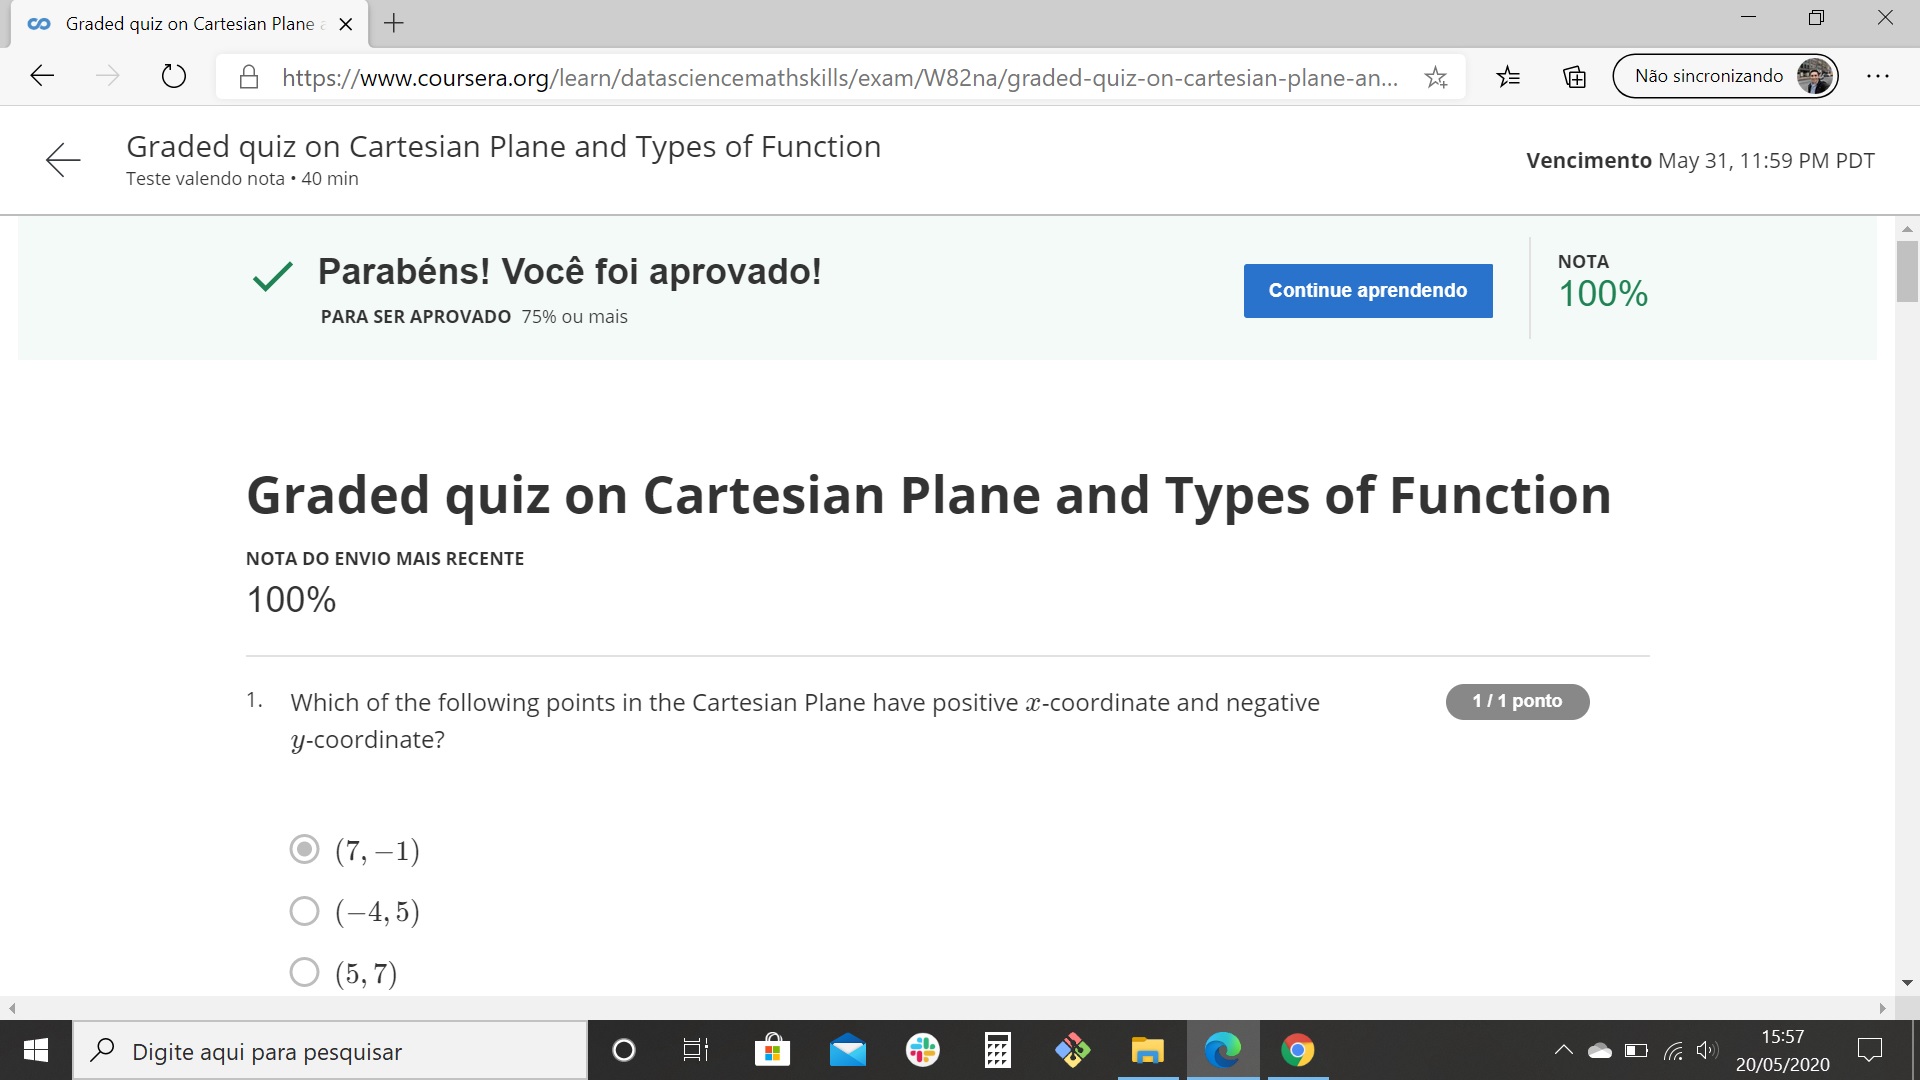 Graded quiz on Cartesian Plane a
https://www.coursera.org/learn/datasciencemathskills/exam/W82na/graded-quiz-on-cartesian-plane-an...
Não sincronizando
Graded quiz on Cartesian Plane and Types of Function
Teste valendo nota • 40 min
Vencimento May 31, 11:59 PM PDT
Parabéns! Você foi aprovado!
PARA SER APROVADO 75% ou mais
Continue aprendendo
NOTA
100%
Graded quiz on Cartesian Plane and Types of Function
NOTA DO ENVIO MAIS RECENTE
100%
1. Which of the following points in the Cartesian Plane have positive x-coordinate and negative
y-coordinate?
1 / 1 ponto
(7, −1)
(−4, 5)
(5, 7)
Digite aqui para pesquisar
15:57
20/05/2020